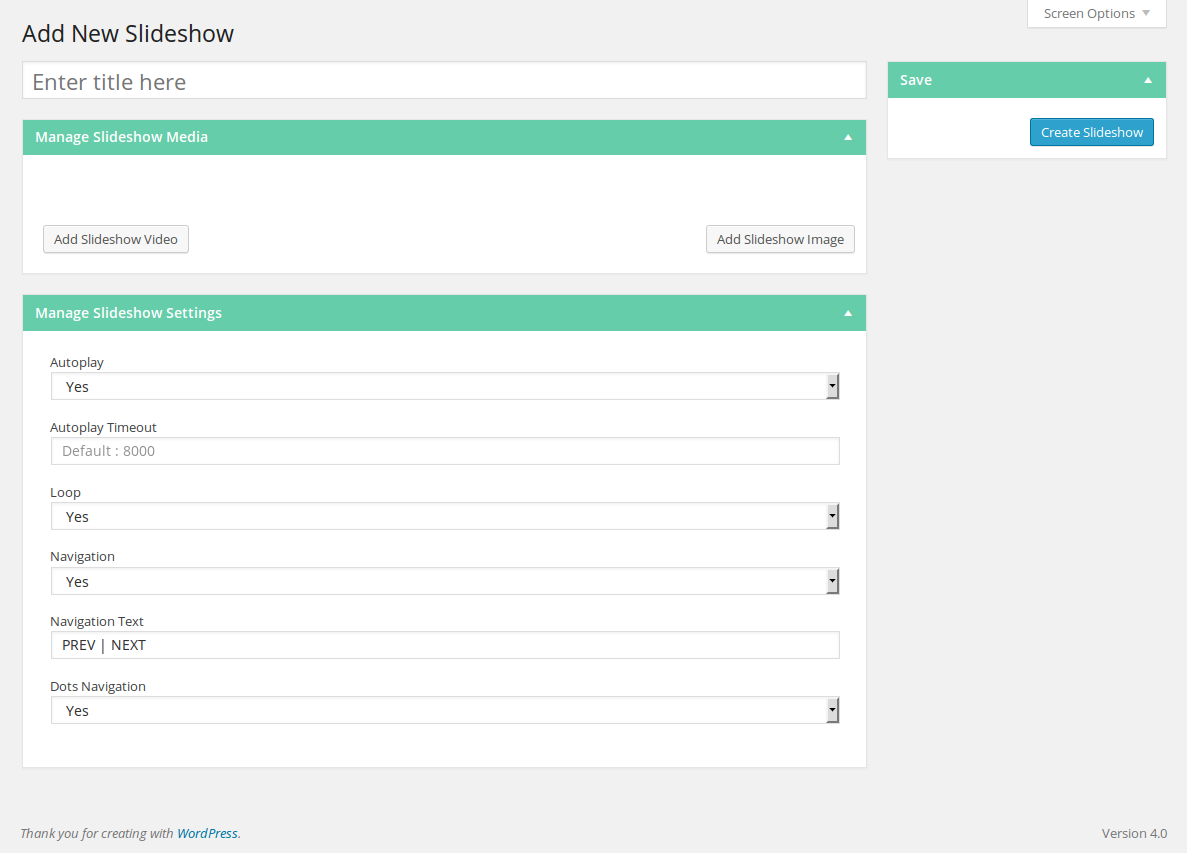 Screen Options
Add New Slideshow
Enter title here
Save
Create Slideshow
Manage Slideshow Media
Add Slideshow Video
Add Slideshow Image
Manage Slideshow Settings
Autoplay
Yes
Autoplay Timeout
Default : 8000
Loop
Yes
Navigation
Yes
Navigation Text
PREV | NEXT
Dots Navigation
Yes
Thank you for creating with WordPress.
Version 4.0